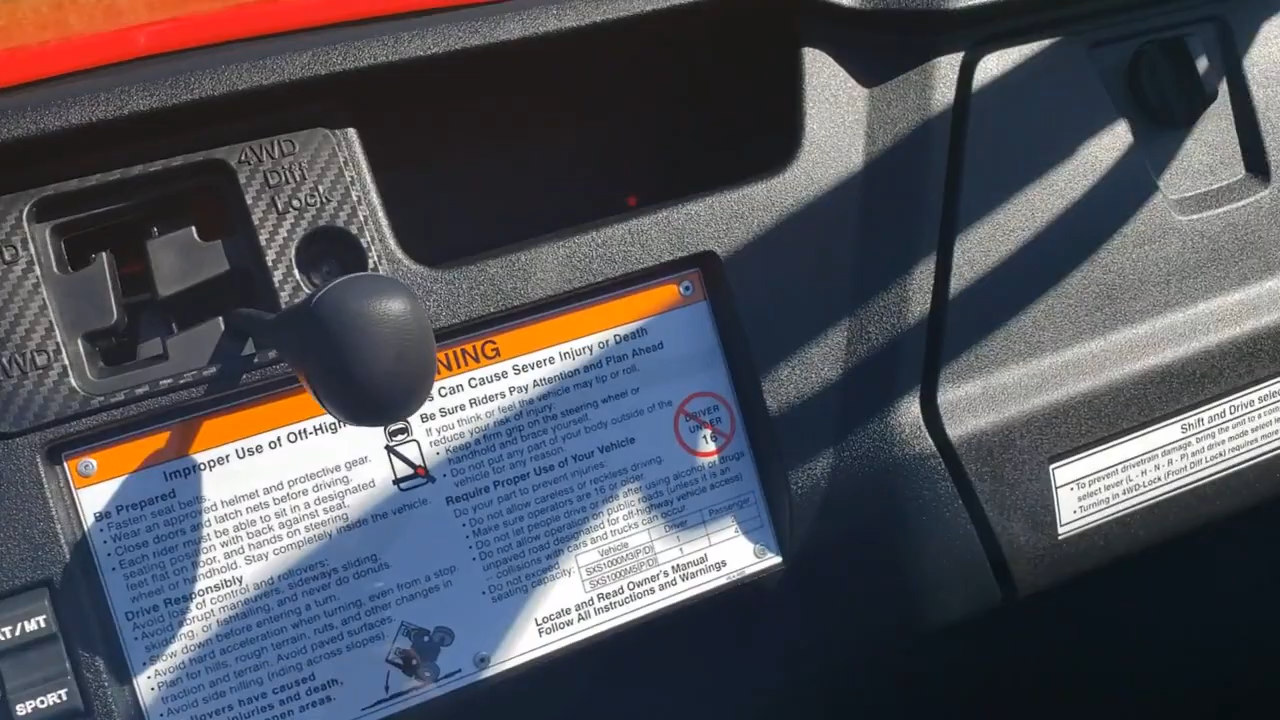 4WD
Diff
Lock
D
WD
NING
Improper Use of Off-High
s Can Cause Severe Injury or Death
Be Prepared
• Fasten seat belts.
• Wear an approved helmet and protective gear.
• Close doors and latch nets before driving.
• Each rider must be able to sit in a designated
seating position with back against seat,
feet flat on floor, and hands on steering
wheel or handhold. Stay completely inside the vehicle.
Drive Responsibly
Avoid loss of control and rollovers:
• Avoid abrupt maneuvers, sideways sliding,
skidding, or fishtailing, and never do donuts.
• Slow down before entering a turn.
• Avoid hard acceleration when turning, even from a stop.
• Plan for hills, rough terrain, ruts, and other changes in
traction and terrain. Avoid paved surfaces.
• Avoid side hilling (riding across slopes).
llovers have caused
injuries and death,
open areas.
Be Sure Riders Pay Attention and Plan Ahead
If you think or feel the vehicle may tip or roll,
reduce your risk of injury:
• Keep a firm grip on the steering wheel or
handhold and brace yourself.
• Do not put any part of your body outside of the
vehicle for any reason.
Require Proper Use of Your Vehicle
Do your part to prevent injuries:
• Do not allow careless or reckless driving.
• Make sure operators are 16 or older.
• Do not let people drive or ride after using alcohol or drugs
• Do not allow operation on public roads (unless it is an
unpaved road designated for off-highway vehicle access)
– collisions with cars and trucks can occur.
• Do not exceed
seating capacity:
Vehicle Driver Passenger
SXS1000M3(P/D) 1
SXS1000M5(P/D) 1
Locate and Read Owner's Manual
Follow All Instructions and Warnings
DRIVER
UNDER
16
AT/MT
SPORT
Shift and Drive selec
• To prevent drivetrain damage, bring the unit to a com
select lever (L - H - N - R - P) and drive mode select le
• Turning in 4WD-Lock (Front Diff Lock) requires more